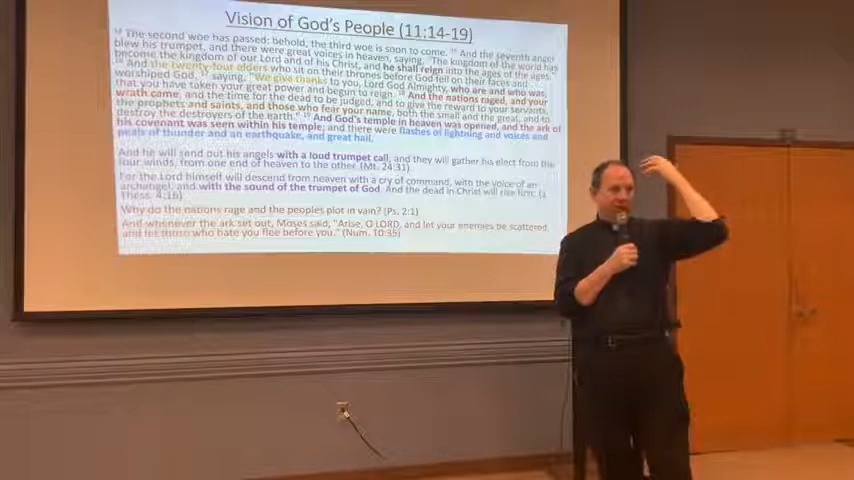 Vision of God's People (11:14-19)
14 The second woe has passed; behold, the third woe is soon to come. 15 And the seventh angel
blew his trumpet, and there were great voices in heaven, saying, "The kingdom of the world has
become the kingdom of our Lord and of his Christ, and he shall reign into the ages of the ages."
16 And the twenty-four elders who sit on their thrones before God fell on their faces and
worshiped God, 17 saying, "We give thanks to you, Lord God Almighty, who are and who was,
that you have taken your great power and begun to reign. 18 And the nations raged, and your
wrath came, and the time for the dead to be judged, and to give the reward to your servants,
the prophets and saints, and those who fear your name, both the small and the great, and to
destroy the destroyers of the earth." 19 And God's temple in heaven was opened, and the ark of
his covenant was seen within his temple; and there were flashes of lightning and voices and
peals of thunder and an earthquake, and great hail.
And he will send out his angels with a loud trumpet call, and they will gather his elect from the
four winds, from one end of heaven to the other. (Mt. 24:31)
For the Lord himself will descend from heaven with a cry of command, with the voice of an
archangel, and with the sound of the trumpet of God. And the dead in Christ will rise first. (1
Thess. 4:16)
Why do the nations rage and the peoples plot in vain? (Ps. 2:1)
And whenever the ark set out, Moses said, "Arise, O LORD, and let your enemies be scattered,
and let those who hate you flee before you." (Num. 10:35)